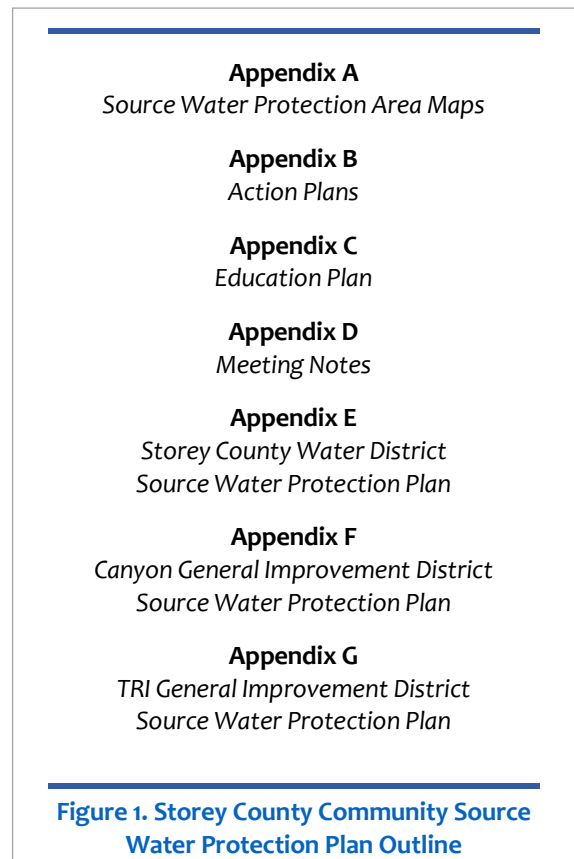 Appendix A
Source Water Protection Area Maps
Appendix B
Action Plans
Appendix C
Education Plan
Appendix D
Meeting Notes
Appendix E
Storey County Water District
Source Water Protection Plan
Appendix F
Canyon General Improvement District
Source Water Protection Plan
Appendix G
TRI General Improvement District
Source Water Protection Plan
Figure 1. Storey County Community Source
Water Protection Plan Outline